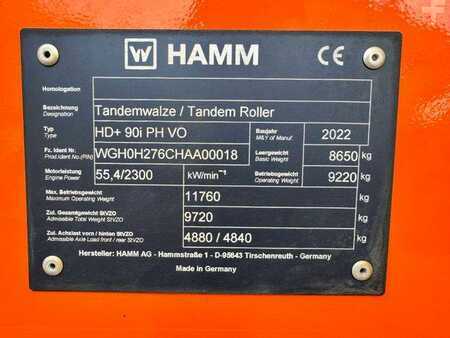 W HAMM CE
Homologation
Bezeichnung Tandemwalze / Tandem Roller
Designation
Typ HD+ 90i PH VO Baujahr 2022
Type M&Y of Manuf.
Fz. Ident Nr. WGH0H276CHAA00018 Leergewicht 8650 kg
Prod Ident No.(PIN) Basic Weight
Motorleistung 55,4/2300 kW/min⁻¹ Betriebsgewicht 9220 kg
Engine Power Operating Weight
Max. Betriebsgewicht 11760 kg
Maximum Operating Weight
Zul. Gesamtgewicht StVZO 9720 kg
Admissible Total Weight StVZO
Zul. Achslast vorn / hinten StVZO 4880 / 4840 kg
Admissible Axle Load front / rear StVZO
Hersteller: HAMM AG - Hammstraße 1 - D-95643 Tirschenreuth - Germany
Made in Germany